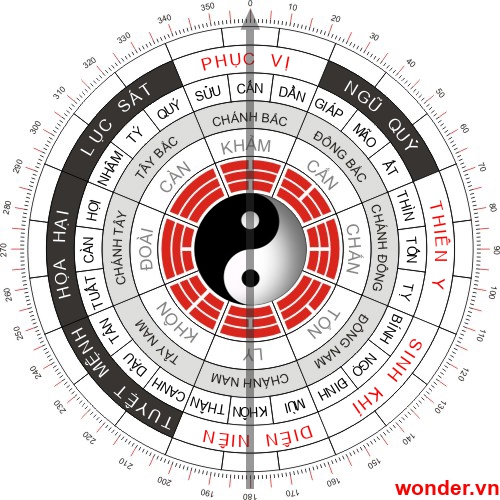 0
10
20
30
40
50
60
70
80
90
100
110
120
130
140
150
160
170
180
190
200
210
220
230
240
250
260
270
280
290
300
310
320
330
340
350
PHỤC VỊ
NGŨ QUỶ
THIÊN Y
SINH KHÍ
DIÊN NIÊN
TUYỆT MỆNH
HỌA HẠI
LỤC SÁT
SỬU
CẤN
DẦN
GIÁP
MÃO
ẤT
THÌN
TỐN
TỴ
BÍNH
NGỌ
ĐINH
MÙI
KHÔN
THÂN
CANH
DẬU
TÂN
TUẤT
CÀN
HỢI
NHÂM
TÝ
QUÝ
CHÁNH BẮC
ĐÔNG BẮC
CHÁNH ĐÔNG
ĐÔNG NAM
CHÁNH NAM
TÂY NAM
CHÁNH TÂY
TÂY BẮC
KHẢM
CẤN
CHẤN
TỐN
LY
KHÔN
ĐOÀI
CÀN
wonder.vn